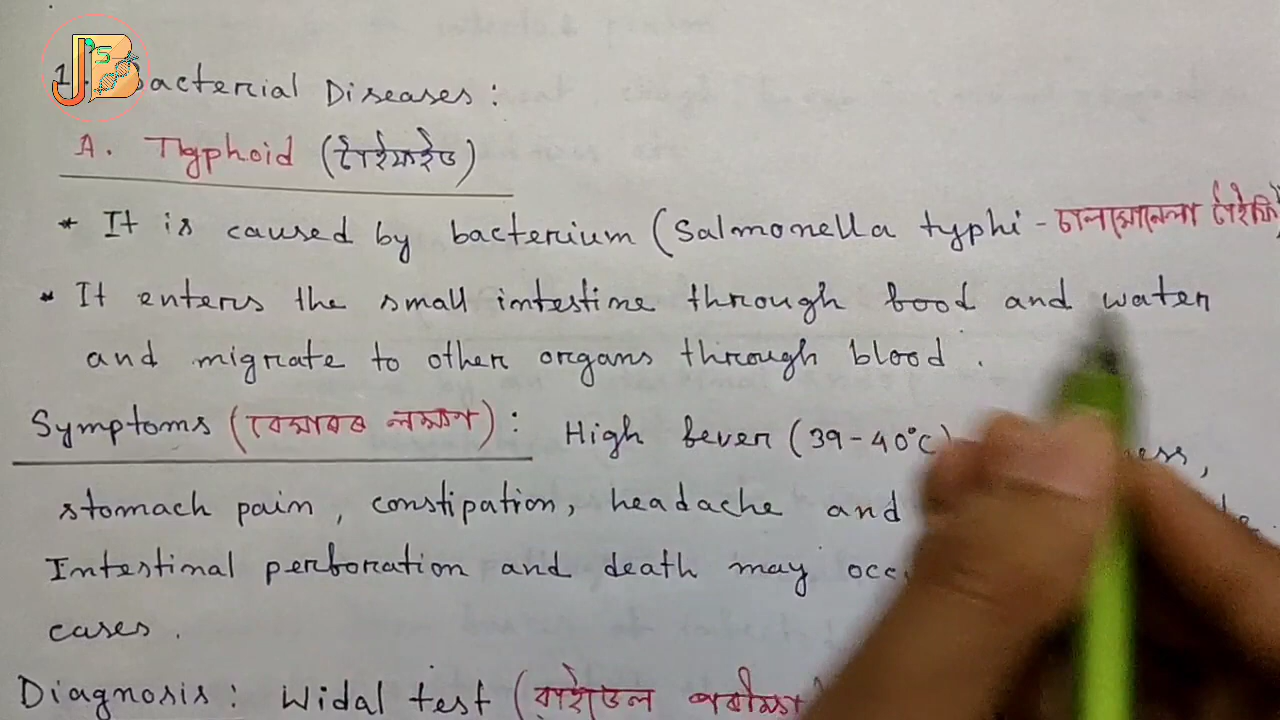 1. Bacterial Diseases:
A. Typhoid (টাইফইড)
* It is caused by bacterium (Salmonella typhi - চালমোনেলা টাইফি)
* It enters the small intestine through food and water
and migrate to other organs through blood.
Symptoms (বেমাৰৰ লক্ষণ): High fever (39-40°C)
stomach pain, constipation, headache and
Intestinal perforation and death may
cases.
Diagnosis: Widal test (ৱাইডেল পৰীক্ষা)